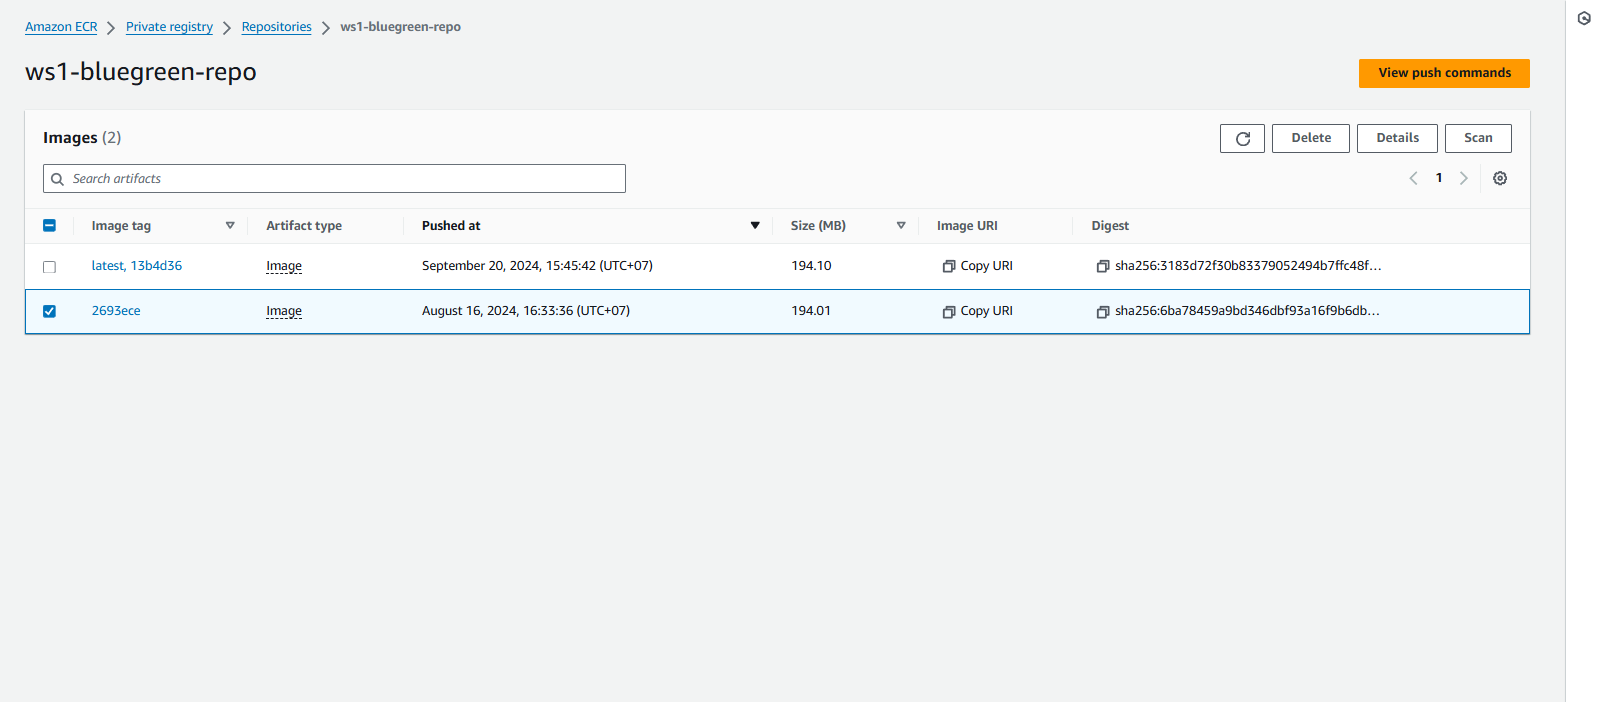 Amazon ECR > Private registry > Repositories > ws1-bluegreen-repo
ws1-bluegreen-repo
View push commands
Images (2)
Delete Details Scan
Search artifacts
1
Image tag Artifact type Pushed at Size (MB) Image URI Digest
latest, 13b4d36 Image September 20, 2024, 15:45:42 (UTC+07) 194.10 Copy URI sha256:3183d72f30b83379052494b7ffc48f...
2693ece Image August 16, 2024, 16:33:36 (UTC+07) 194.01 Copy URI sha256:6ba78459a9bd346dbf93a16f9b6db...